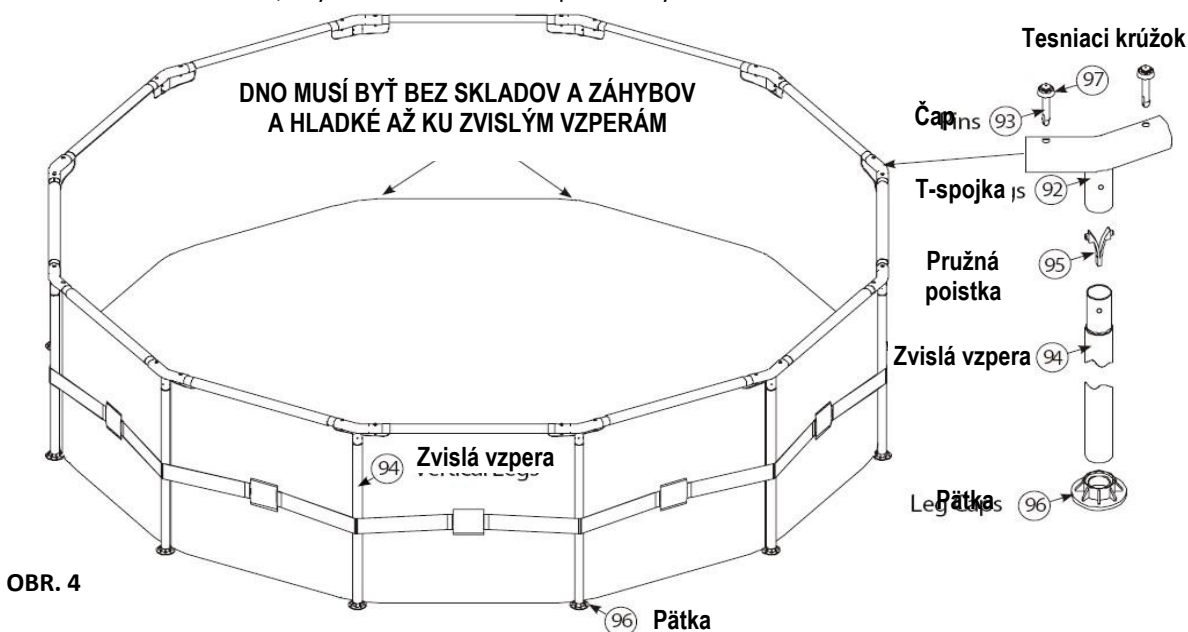 Tesniaci krúžok
DNO MUSÍ BYŤ BEZ SKLADOV A ZÁHYBOV
A HLADKÉ AŽ KU ZVISLÝM VZPERÁM
97
Čap 93
T-spojka 92
Pružná
poistka
95
Zvislá vzpera 94
94 Zvislá vzpera
Pätka 96
OBR. 4
96 Pätka